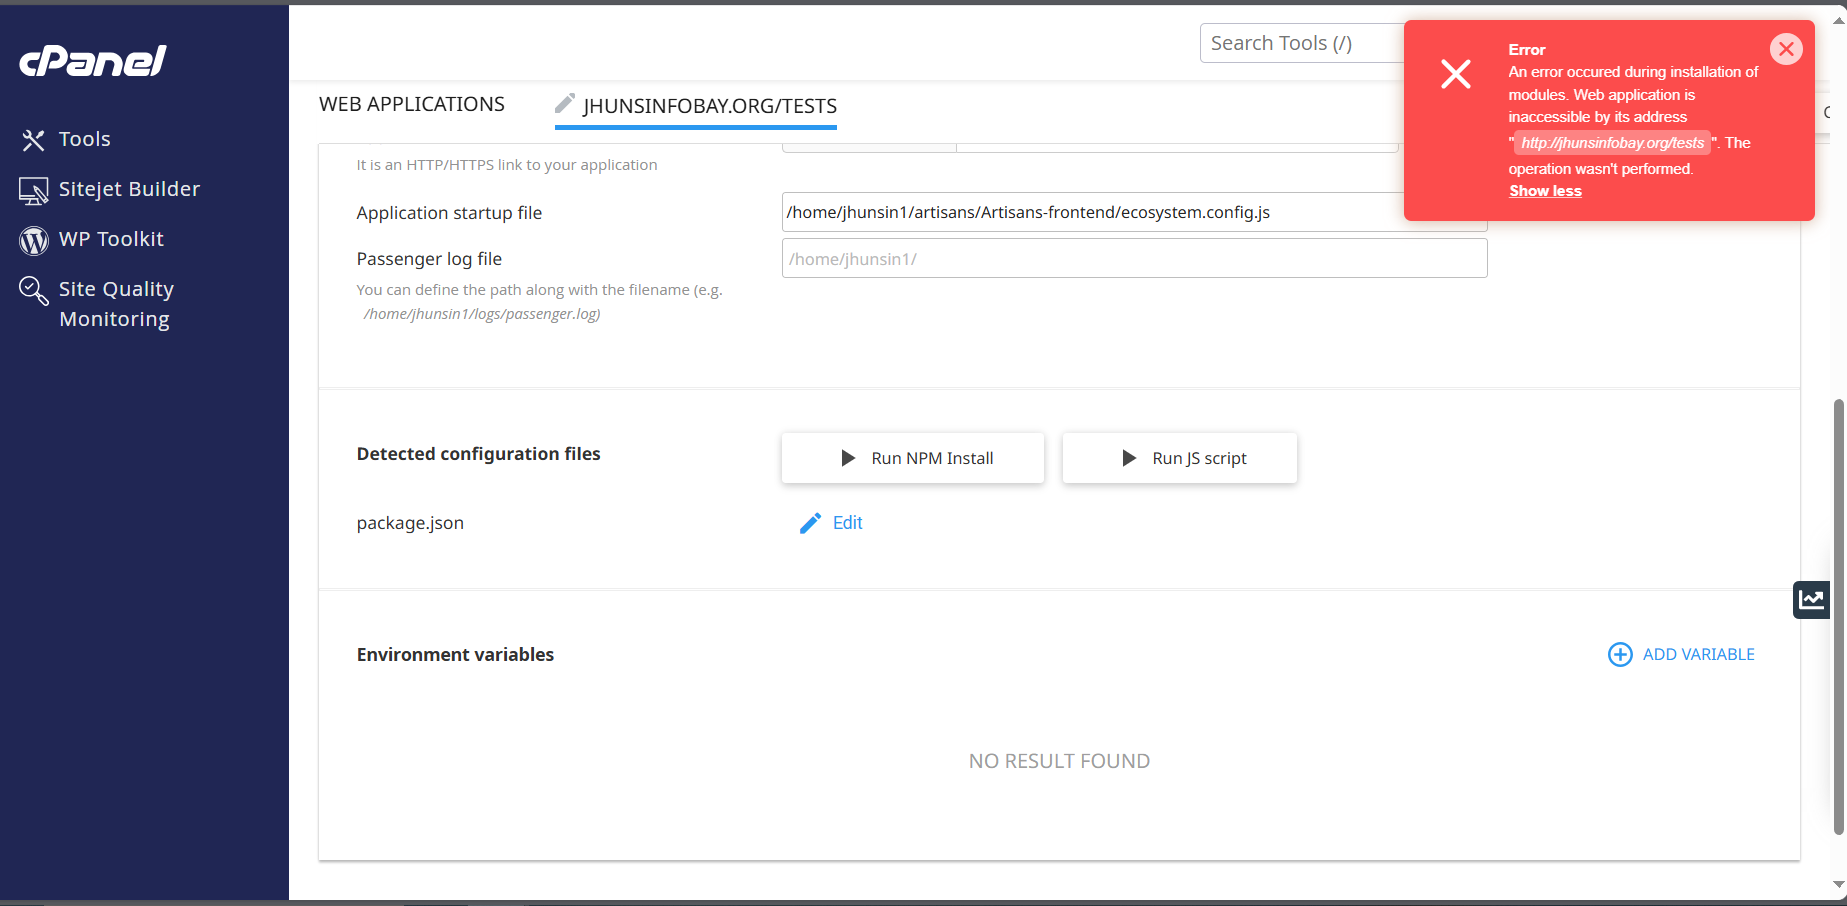 cPanel
Tools
Sitejet Builder
WP Toolkit
Site Quality
Monitoring
Search Tools (/)
WEB APPLICATIONS
JHUNSINFOBAY.ORG/TESTS
It is an HTTP/HTTPS link to your application
Application startup file
/home/jhunsin1/artisans/Artisans-frontend/ecosystem.config.js
Passenger log file
/home/jhunsin1/
You can define the path along with the filename (e.g.
/home/jhunsin1/logs/passenger.log)
Detected configuration files
Run NPM Install
Run JS script
package.json
Edit
Environment variables
ADD VARIABLE
NO RESULT FOUND
Error
An error occured during installation of
modules. Web application is
inaccessible by its address
"http://jhunsinfobay.org/tests". The
operation wasn't performed.
Show less